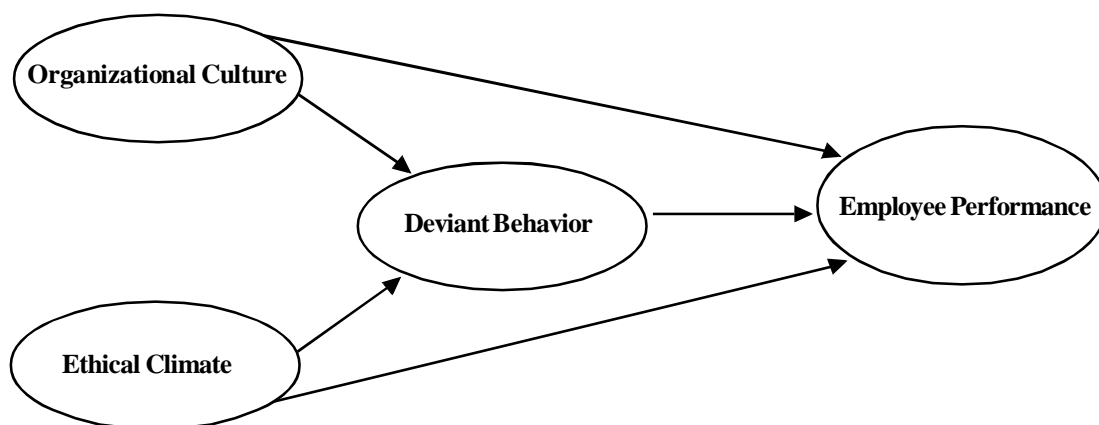 Organizational Culture
Deviant Behavior
Employee Performance
Ethical Climate